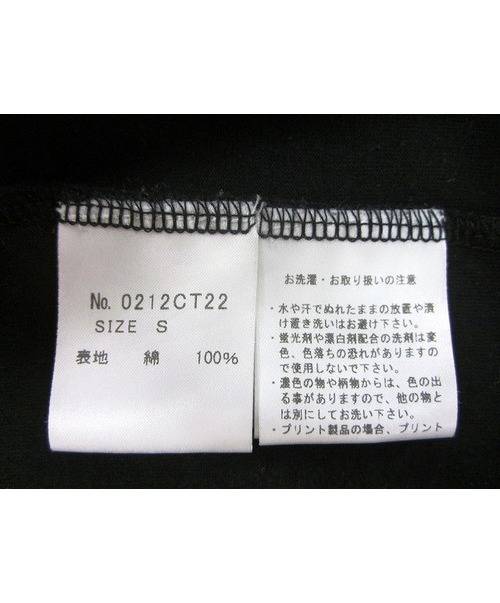 No. 0212CT22
SIZE S
表地 綿 100%
お洗濯・お取り扱いの注意
・水や汗でぬれたままの放置や漬
け置き洗いはお避け下さい。
・蛍光剤や漂白剤配合の洗剤は変
色、色落ちの恐れがありますの
で使用しないで下さい。
・濃色の物や柄物からは、色の出
る事がありますので、他の物と
は別にしてお洗い下さい。
・プリント製品の場合、プリント